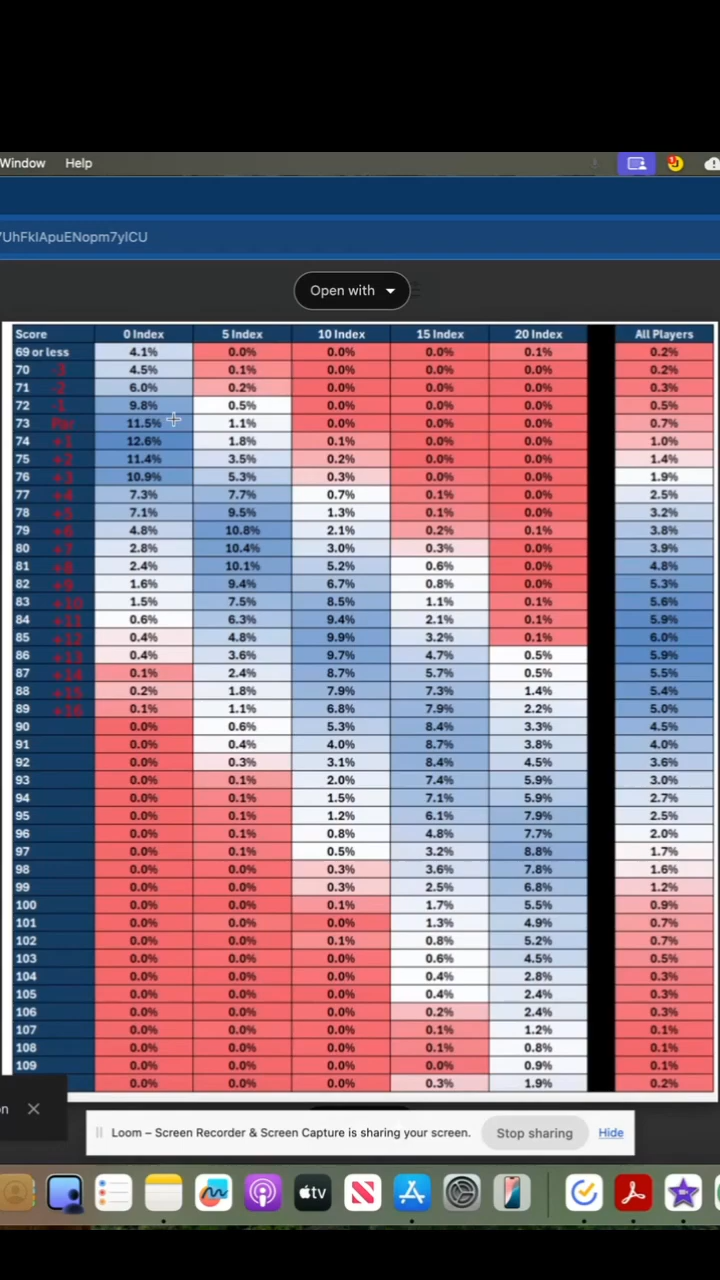 Window Help
7UhFkIApuENopm7yICU
Open with
Score 0 Index 5 Index 10 Index 15 Index 20 Index All Players
69 or less 4.1% 0.0% 0.0% 0.0% 0.1% 0.2%
70 -3 4.5% 0.1% 0.0% 0.0% 0.0% 0.2%
71 -2 6.0% 0.2% 0.0% 0.0% 0.0% 0.3%
72 -1 9.8% 0.5% 0.0% 0.0% 0.0% 0.5%
73 Par 11.5% 1.1% 0.0% 0.0% 0.0% 0.7%
74 +1 12.6% 1.8% 0.1% 0.0% 0.0% 1.0%
75 +2 11.4% 3.5% 0.2% 0.0% 0.0% 1.4%
76 +3 10.9% 5.3% 0.3% 0.0% 0.0% 1.9%
77 +4 7.3% 7.7% 0.7% 0.1% 0.0% 2.5%
78 +5 7.1% 9.5% 1.3% 0.1% 0.0% 3.2%
79 +6 4.8% 10.8% 2.1% 0.2% 0.1% 3.8%
80 +7 2.8% 10.4% 3.0% 0.3% 0.0% 3.9%
81 +8 2.4% 10.1% 5.2% 0.6% 0.0% 4.8%
82 +9 1.6% 9.4% 6.7% 0.8% 0.0% 5.3%
83 +10 1.5% 7.5% 8.5% 1.1% 0.1% 5.6%
84 +11 0.6% 6.3% 9.4% 2.1% 0.1% 5.9%
85 +12 0.4% 4.8% 9.9% 3.2% 0.1% 6.0%
86 +13 0.4% 3.6% 9.7% 4.7% 0.5% 5.9%
87 +14 0.1% 2.4% 8.7% 5.7% 0.5% 5.5%
88 +15 0.2% 1.8% 7.9% 7.3% 1.4% 5.4%
89 +16 0.1% 1.1% 6.8% 7.9% 2.2% 5.0%
90 0.0% 0.6% 5.3% 8.4% 3.3% 4.5%
91 0.0% 0.4% 4.0% 8.7% 3.8% 4.0%
92 0.0% 0.3% 3.1% 8.4% 4.5% 3.6%
93 0.0% 0.1% 2.0% 7.4% 5.9% 3.0%
94 0.0% 0.1% 1.5% 7.1% 5.9% 2.7%
95 0.0% 0.1% 1.2% 6.1% 7.9% 2.5%
96 0.0% 0.1% 0.8% 4.8% 7.7% 2.0%
97 0.0% 0.1% 0.5% 3.2% 8.8% 1.7%
98 0.0% 0.0% 0.3% 3.6% 7.8% 1.6%
99 0.0% 0.0% 0.3% 2.5% 6.8% 1.2%
100 0.0% 0.0% 0.1% 1.7% 5.5% 0.9%
101 0.0% 0.0% 0.0% 1.3% 4.9% 0.7%
102 0.0% 0.0% 0.1% 0.8% 5.2% 0.7%
103 0.0% 0.0% 0.0% 0.6% 4.5% 0.5%
104 0.0% 0.0% 0.0% 0.4% 2.8% 0.3%
105 0.0% 0.0% 0.0% 0.4% 2.4% 0.3%
106 0.0% 0.0% 0.0% 0.2% 2.4% 0.3%
107 0.0% 0.0% 0.0% 0.1% 1.2% 0.1%
108 0.0% 0.0% 0.0% 0.1% 0.8% 0.1%
109 0.0% 0.0% 0.0% 0.0% 0.9% 0.1%
0.0% 0.0% 0.0% 0.3% 1.9% 0.2%
on
Loom – Screen Recorder & Screen Capture is sharing your screen. Stop sharing Hide
tv